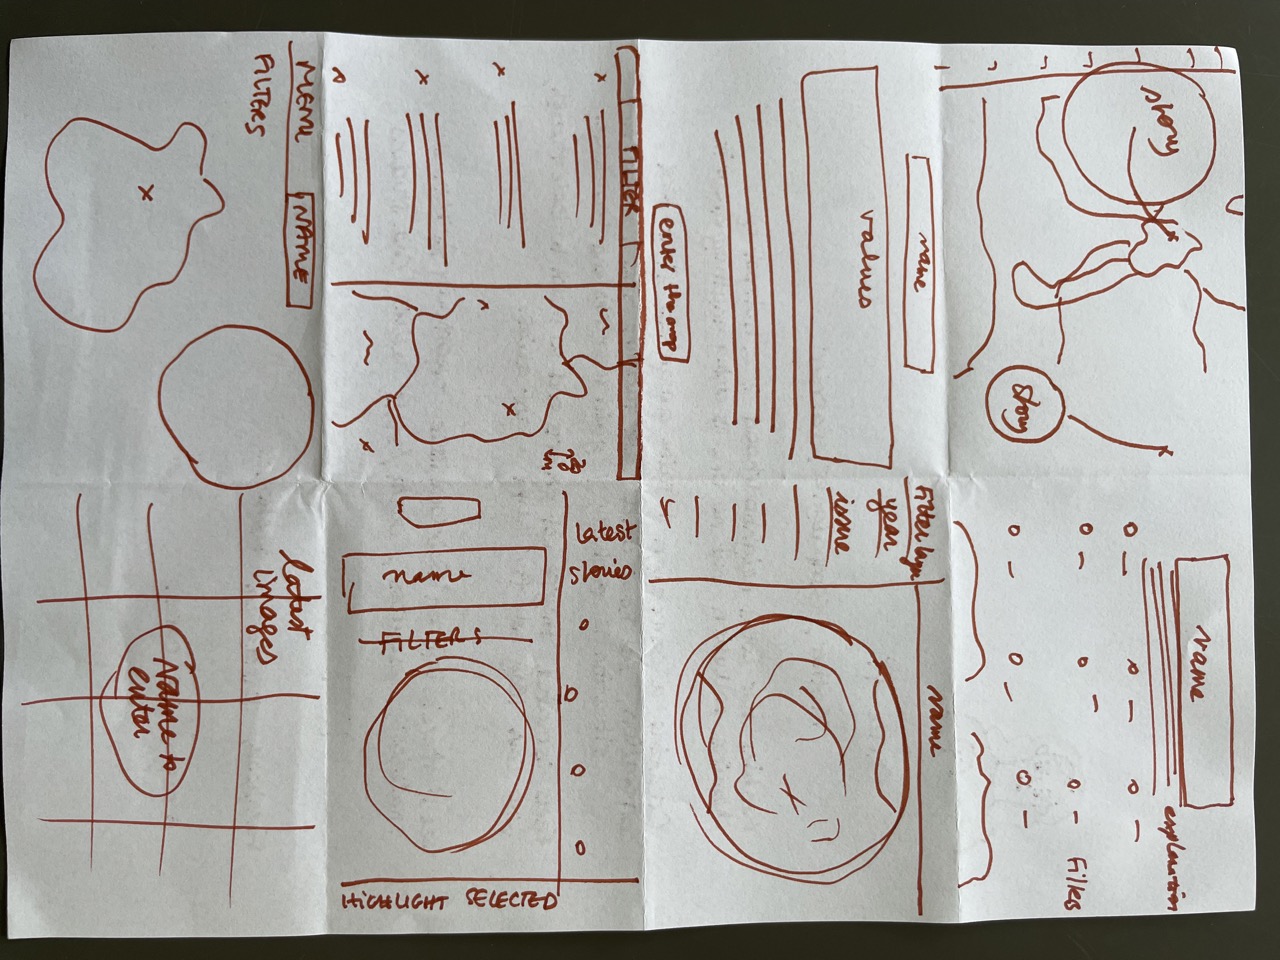 story
story
name
explanation
Filters
name
values
enter the map
Filter layer
name
year
issue
FILTER
latest
stories
name
FILTERS
HIGHLIGHT SELECTED
MENU
NAME
FILTERS
latest
images
Name to
enter